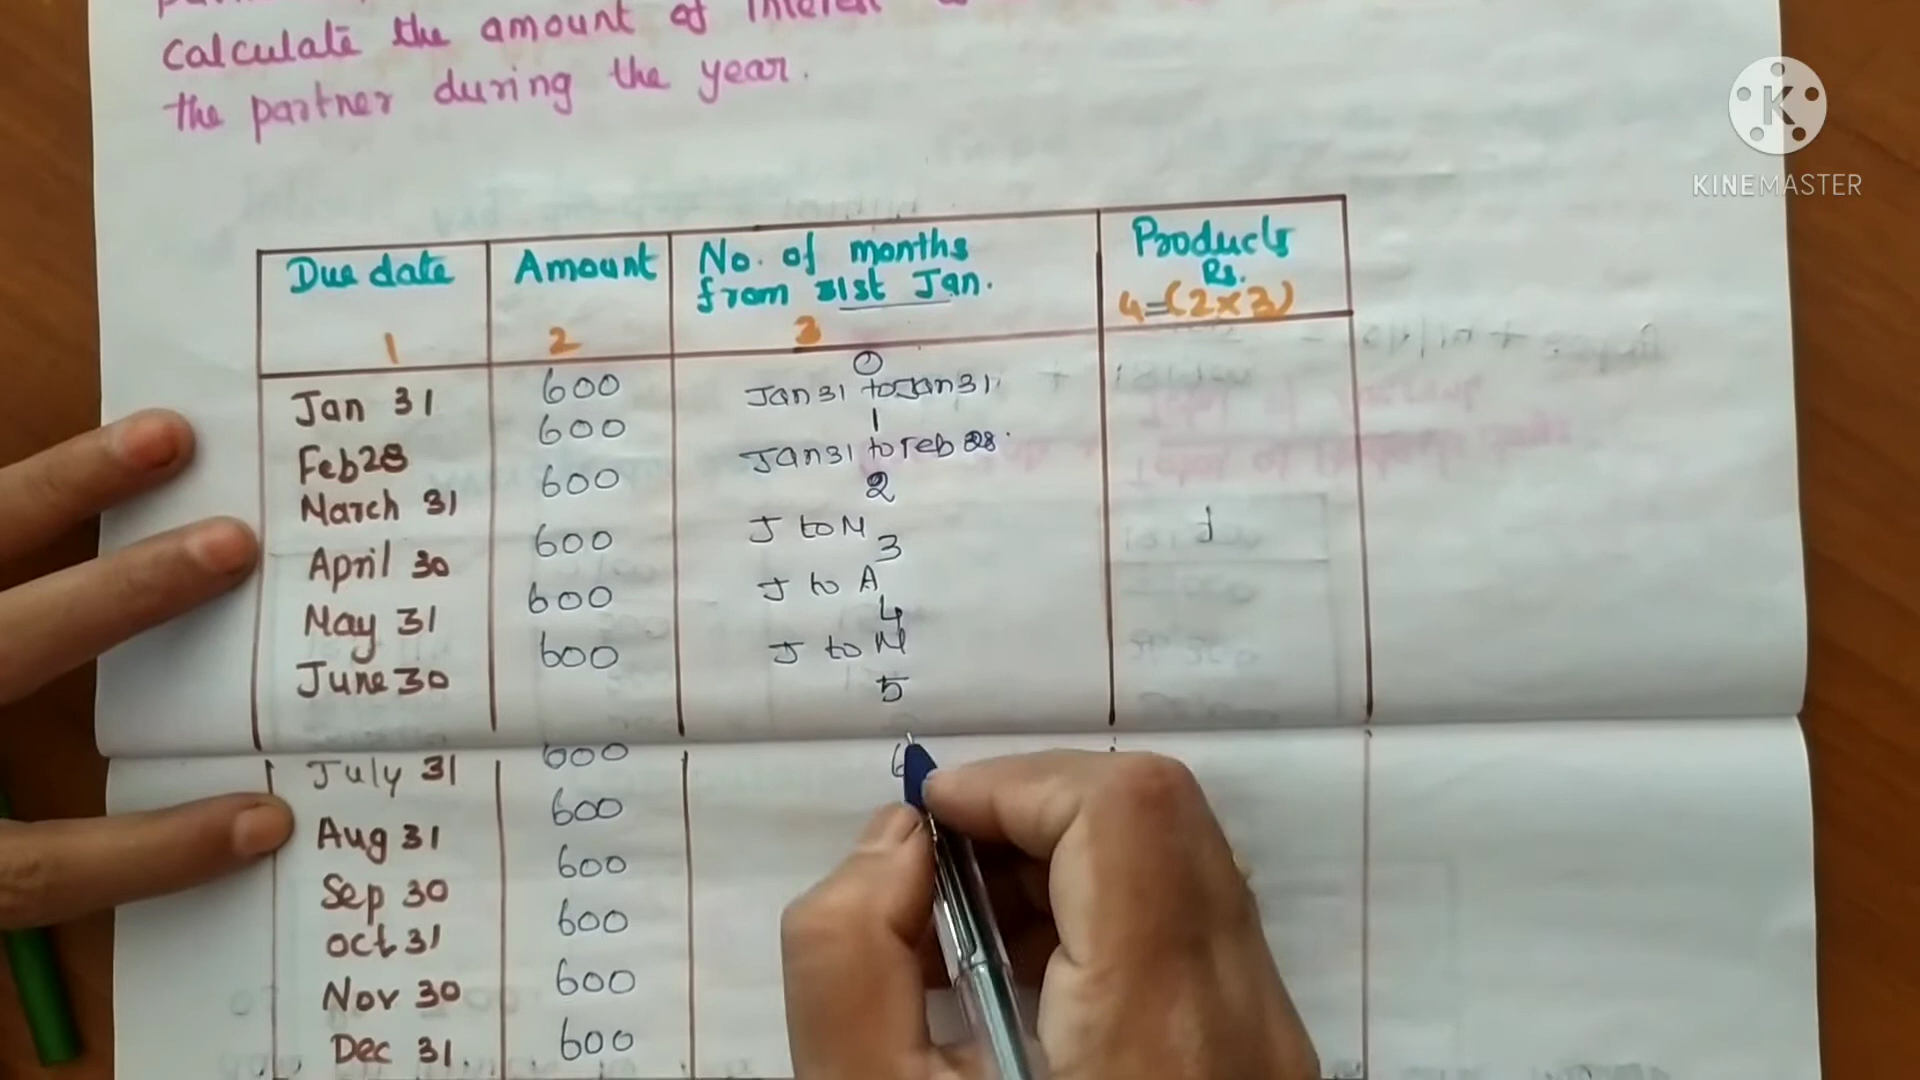 calculate the amount of
the partner during the year.
KINEMASTER
Due date Amount No. of months from 31st Jan. Products Rs.
1 2 3 4=(2×3)
Jan 31 600 0
Jan 31 to Jan 31
Feb 28 600 1
Jan 31 to Feb 28
March 31 600 2
J to M
April 30 600 3
J to A
May 31 600 4
J to M
June 30 600 5
July 31 600 6
Aug 31 600
Sep 30 600
Oct 31 600
Nov 30 600
Dec 31. 600